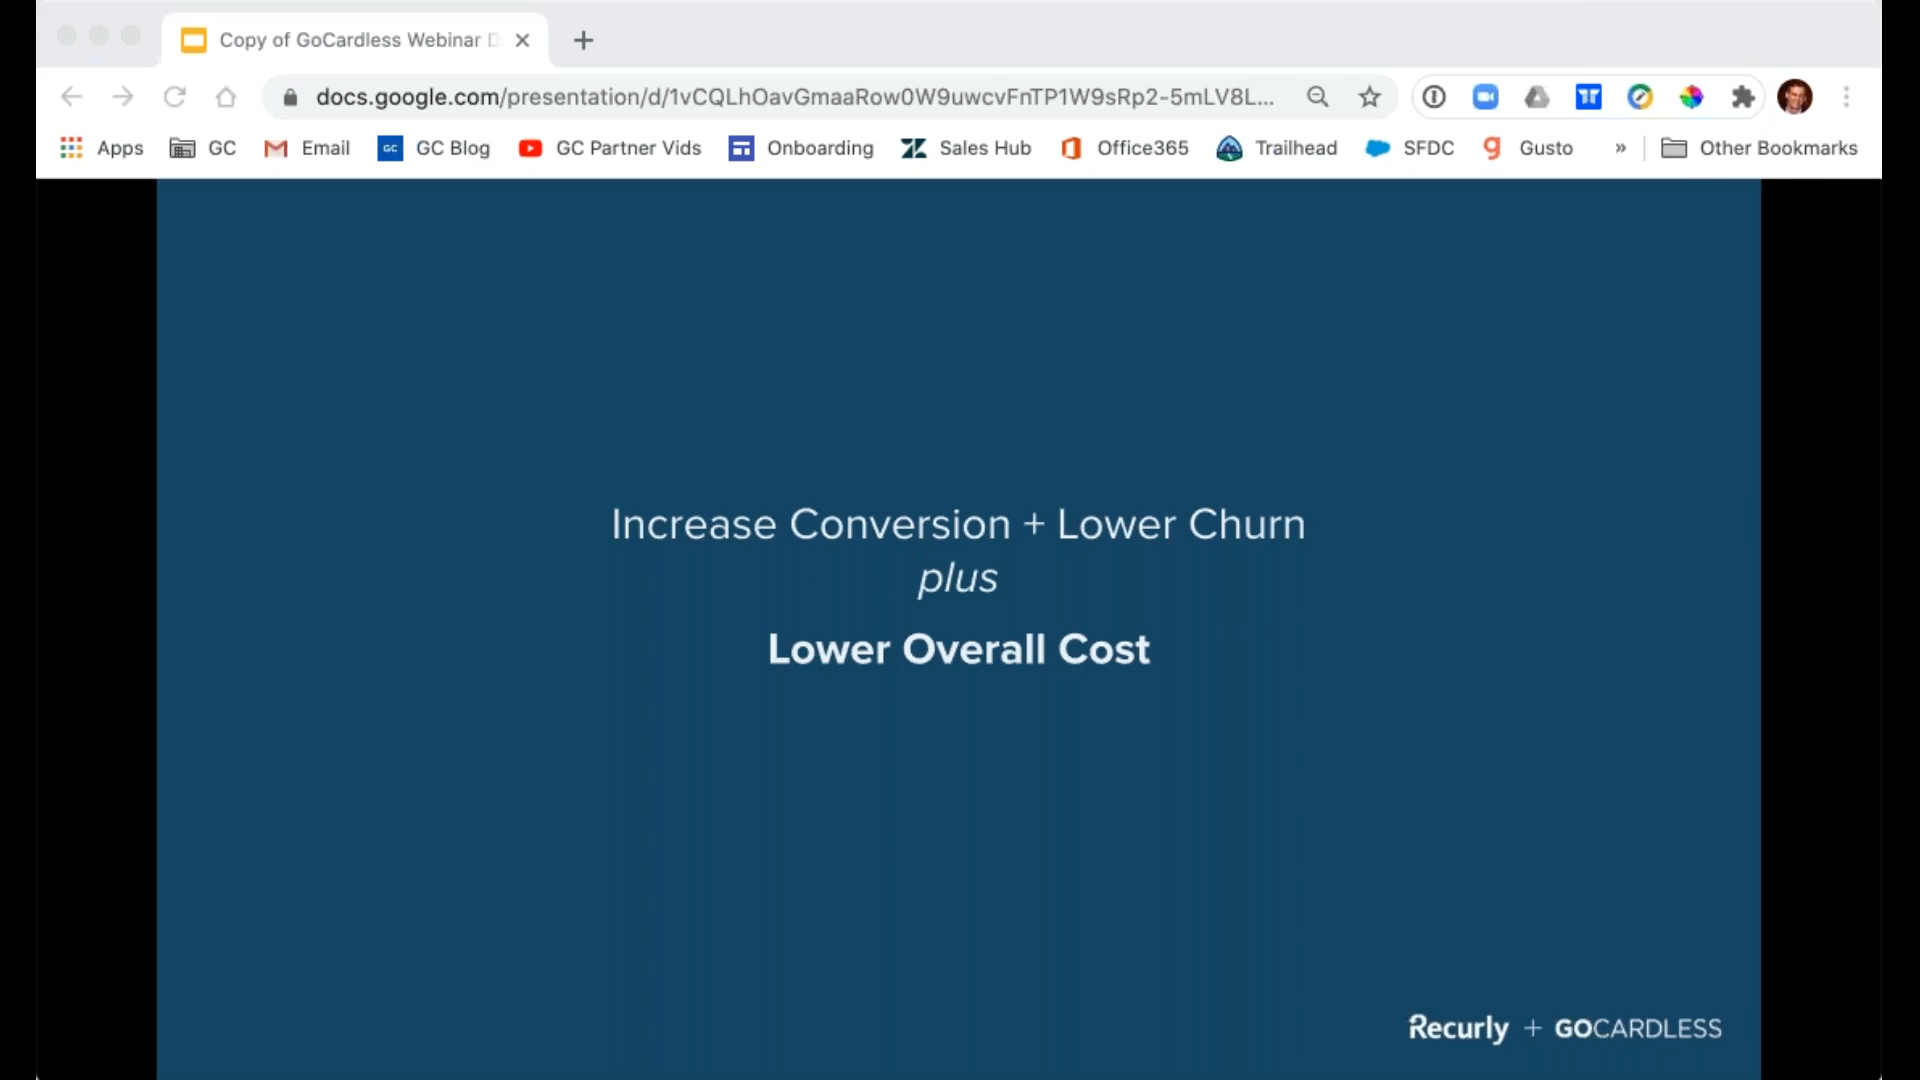 Copy of GoCardless Webinar D
docs.google.com/presentation/d/1vCQLhOavGmaaRow0W9uwcvFnTP1W9sRp2-5mLV8L...
Apps GC Email GC GC Blog GC Partner Vids Onboarding Sales Hub Office365 Trailhead SFDC Gusto » Other Bookmarks
Increase Conversion + Lower Churn
plus
Lower Overall Cost
Recurly + GOCARDLESS